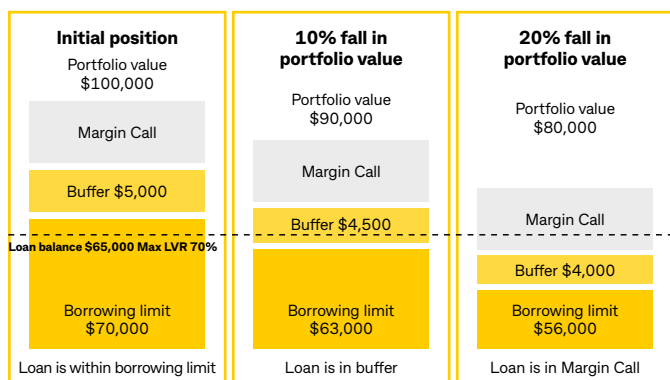 Initial position
Portfolio value
$100,000
Margin Call
Buffer $5,000
Loan balance $65,000 Max LVR 70%
Borrowing limit
$70,000
Loan is within borrowing limit
10% fall in
portfolio value
Portfolio value
$90,000
Margin Call
Buffer $4,500
Borrowing limit
$63,000
Loan is in buffer
20% fall in
portfolio value
Portfolio value
$80,000
Margin Call
Buffer $4,000
Borrowing limit
$56,000
Loan is in Margin Call